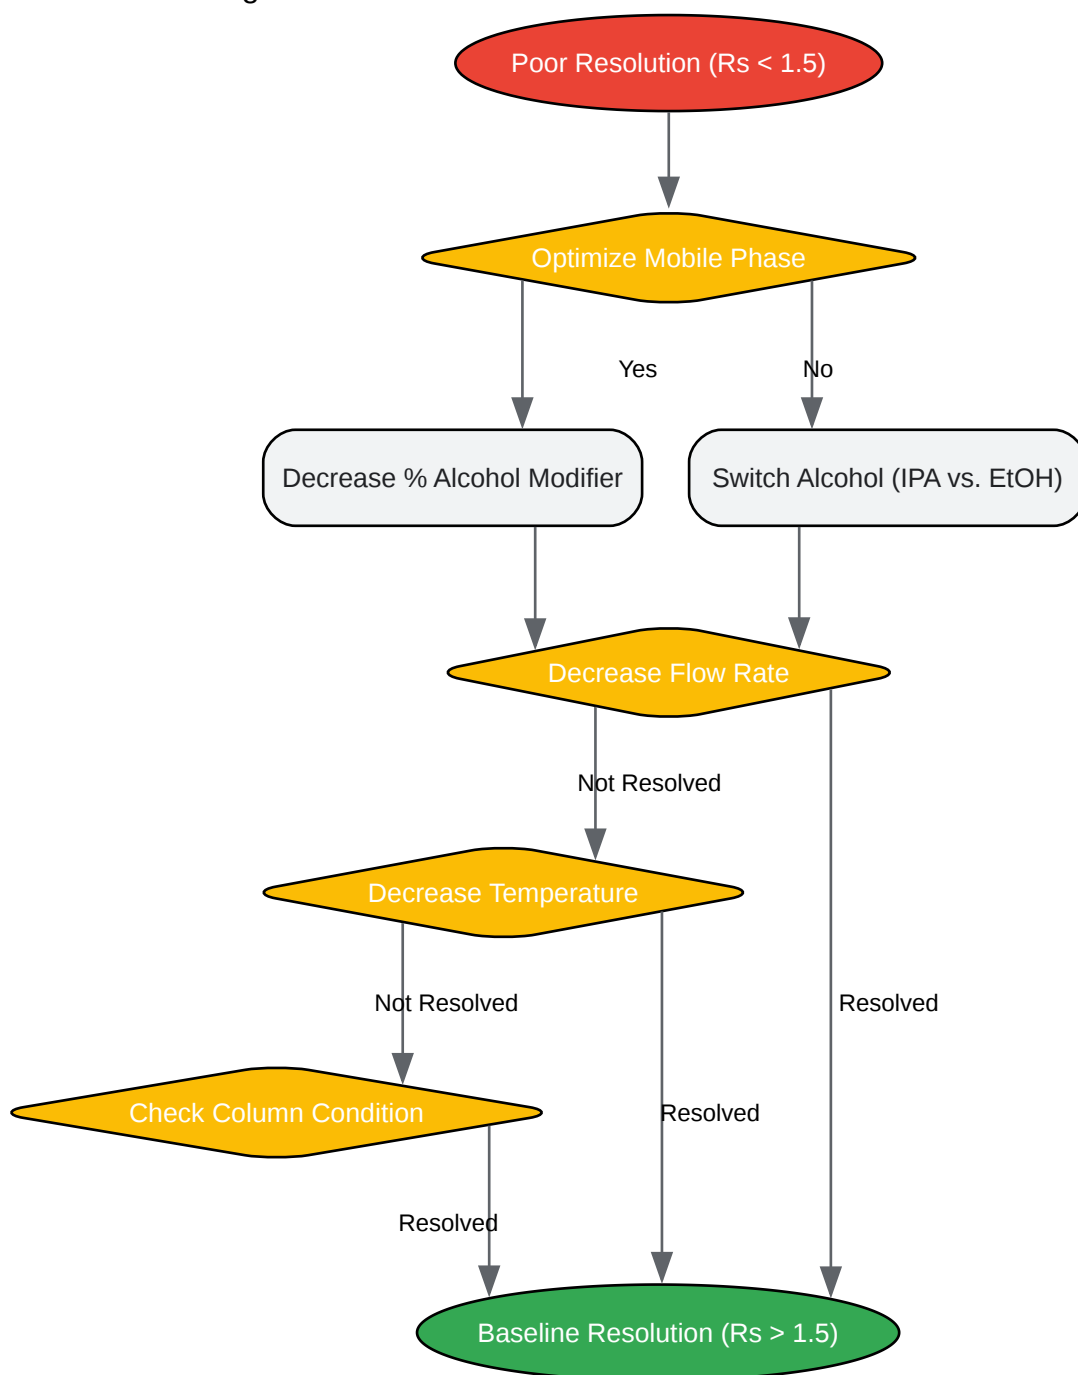 Poor Resolution (Rs < 1.5)
Optimize Mobile Phase
Yes
No
Decrease % Alcohol Modifier
Switch Alcohol (IPA vs. EtOH)
Decrease Flow Rate
Not Resolved
Decrease Temperature
Not Resolved
Resolved
Check Column Condition
Resolved
Resolved
Baseline Resolution (Rs > 1.5)